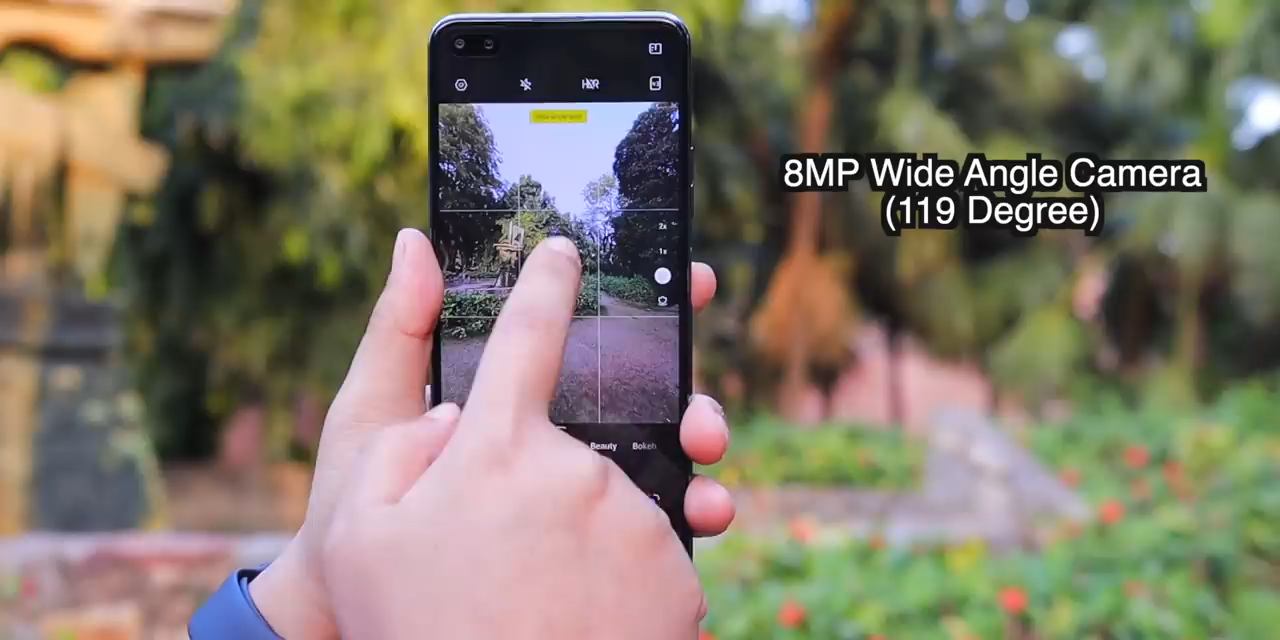 HDR
2x
1x
8MP Wide Angle Camera
(119 Degree)
Beauty Bokeh